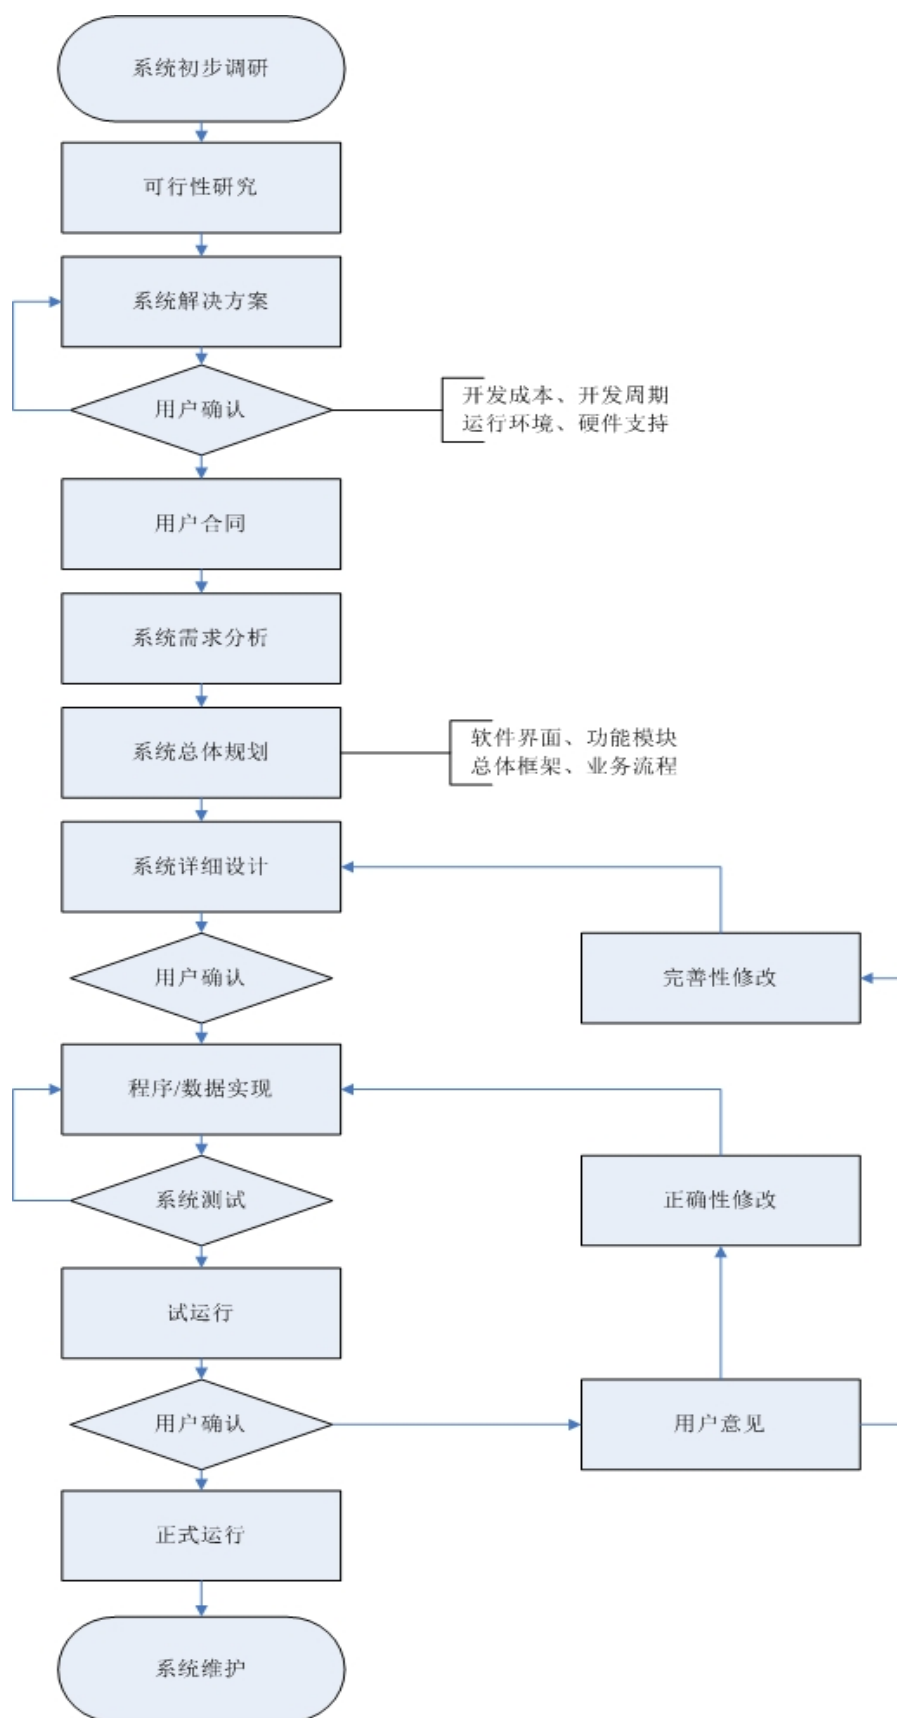 系统初步调研
可行性研究
系统解决方案
用户确认
开发成本、开发周期
运行环境、硬件支持
用户合同
系统需求分析
系统总体规划
软件界面、功能模块
总体框架、业务流程
系统详细设计
用户确认
完善性修改
程序/数据实现
系统测试
正确性修改
试运行
用户确认
用户意见
正式运行
系统维护